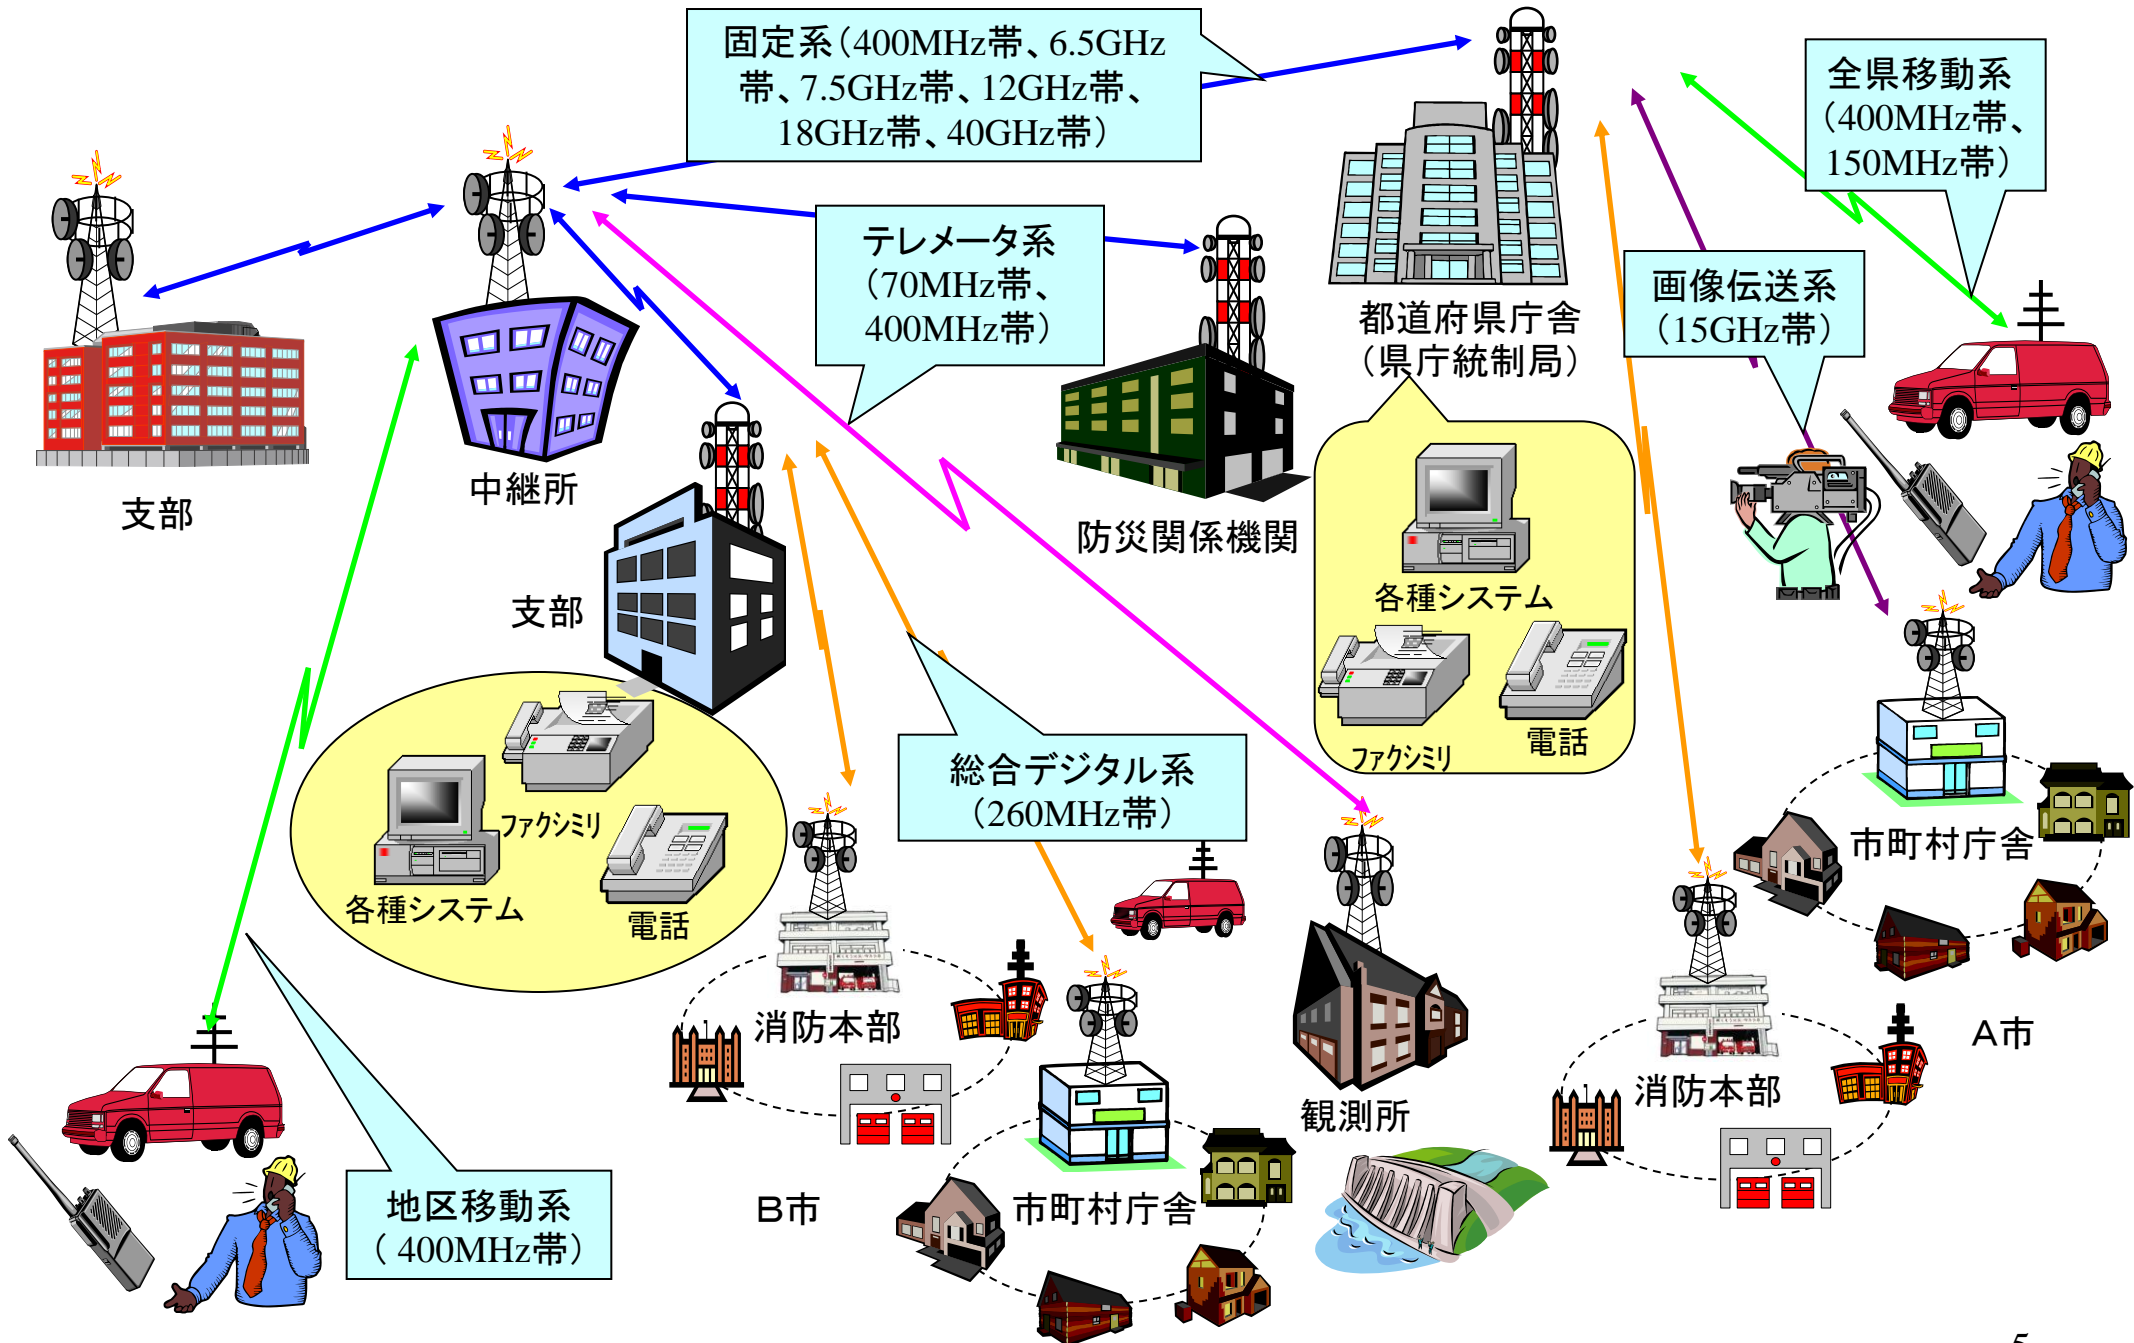 固定系（400MHz帯、6.5GHz
帯、7.5GHz帯、12GHz帯、
18GHz帯、40GHz帯）
全県移動系
（400MHz帯、
150MHz帯）
テレメータ系
（70MHz帯、
400MHz帯）
画像伝送系
（15GHz帯）
都道府県庁舎
（県庁統制局）
支部
中継所
防災関係機関
支部
各種システム
ファクシミリ
電話
ファクシミリ
各種システム
電話
総合デジタル系
（260MHz帯）
市町村庁舎
消防本部
A市
消防本部
観測所
地区移動系
（ 400MHz帯）
B市
市町村庁舎
5